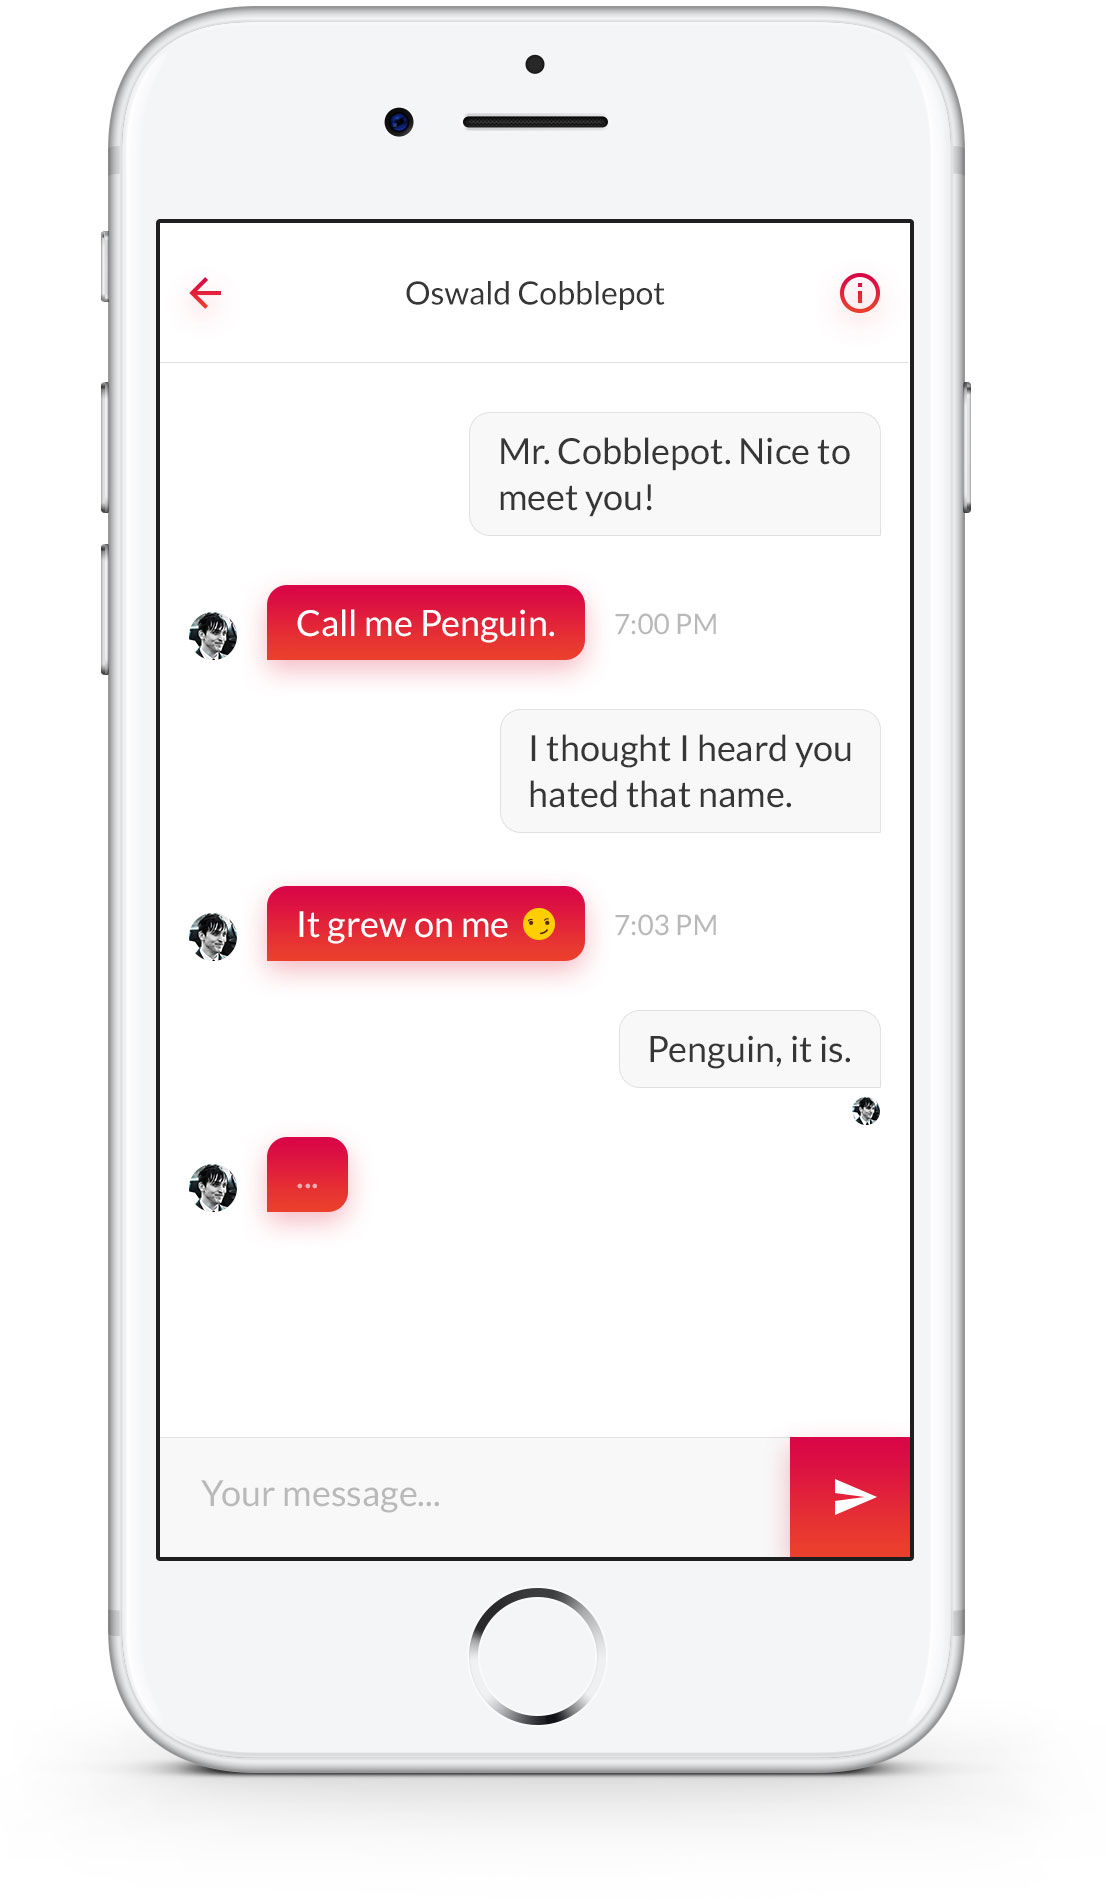 Oswald Cobblepot
Mr. Cobblepot. Nice to
meet you!
Call me Penguin.
7:00 PM
I thought I heard you
hated that name.
It grew on me 😏
7:03 PM
Penguin, it is.
...
Your message...